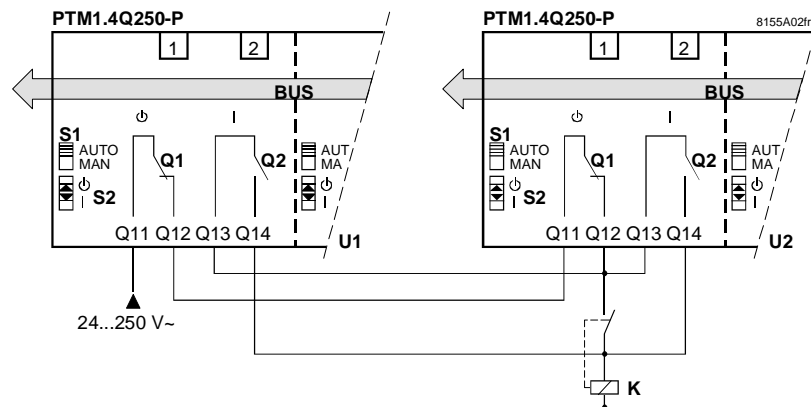 PTM1.4Q250-P PTM1.4Q250-P 8155A02fr
1 2 1 2
BUS BUS
I I
S1 S1
AUTO AUT AUTO AUT
MAN MA MAN MA
Q1 Q2 Q1 Q2
S2 S2
I I I I
Q11 Q12 Q13 Q14 Q11 Q12 Q13 Q14
U1 U2
24...250 V~
K